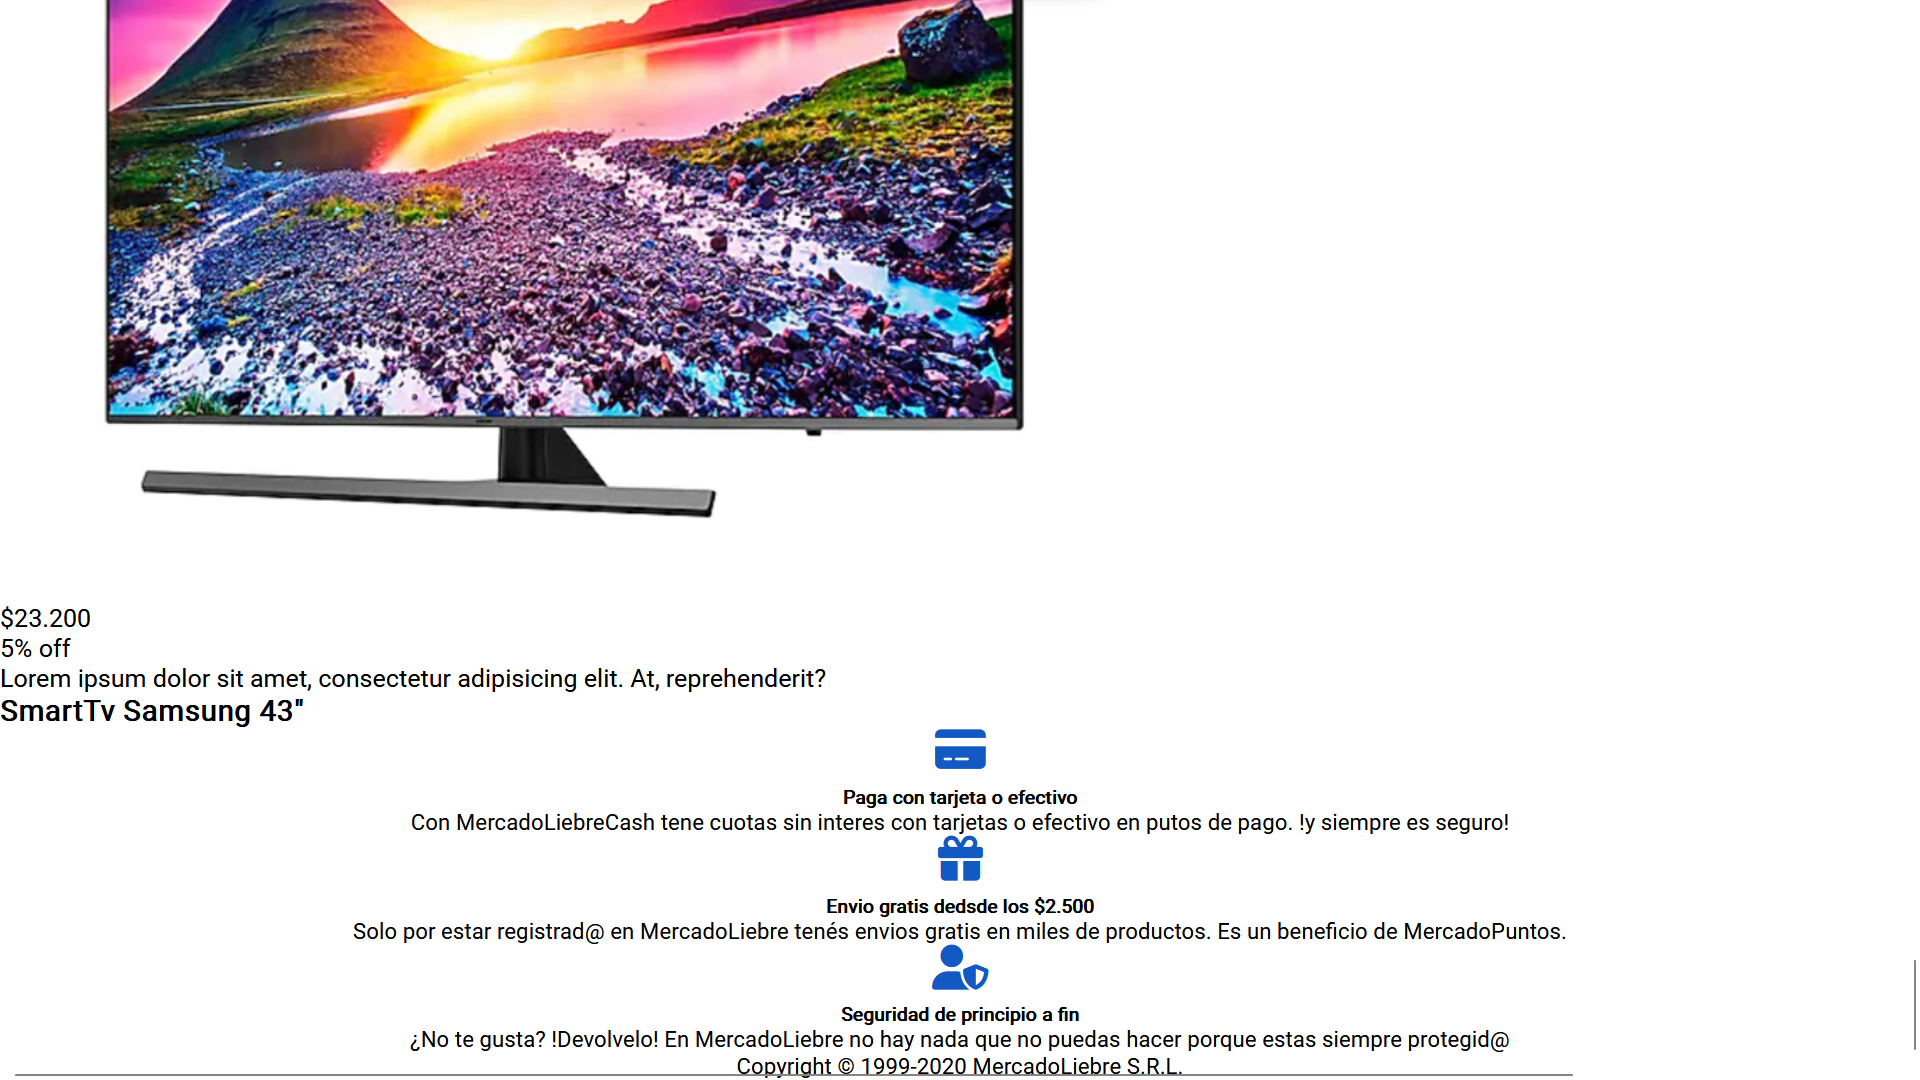 $23.200
5% off
Lorem ipsum dolor sit amet, consectetur adipisicing elit. At, reprehenderit?
SmartTv Samsung 43"
Paga con tarjeta o efectivo
Con MercadoLiebreCash tene cuotas sin interes con tarjetas o efectivo en putos de pago. !y siempre es seguro!
Envio gratis dedsde los $2.500
Solo por estar registrad@ en MercadoLiebre tenés envios gratis en miles de productos. Es un beneficio de MercadoPuntos.
Seguridad de principio a fin
¿No te gusta? !Devolvelo! En MercadoLiebre no hay nada que no puedas hacer porque estas siempre protegid@
Copyright © 1999-2020 MercadoLiebre S.R.L.